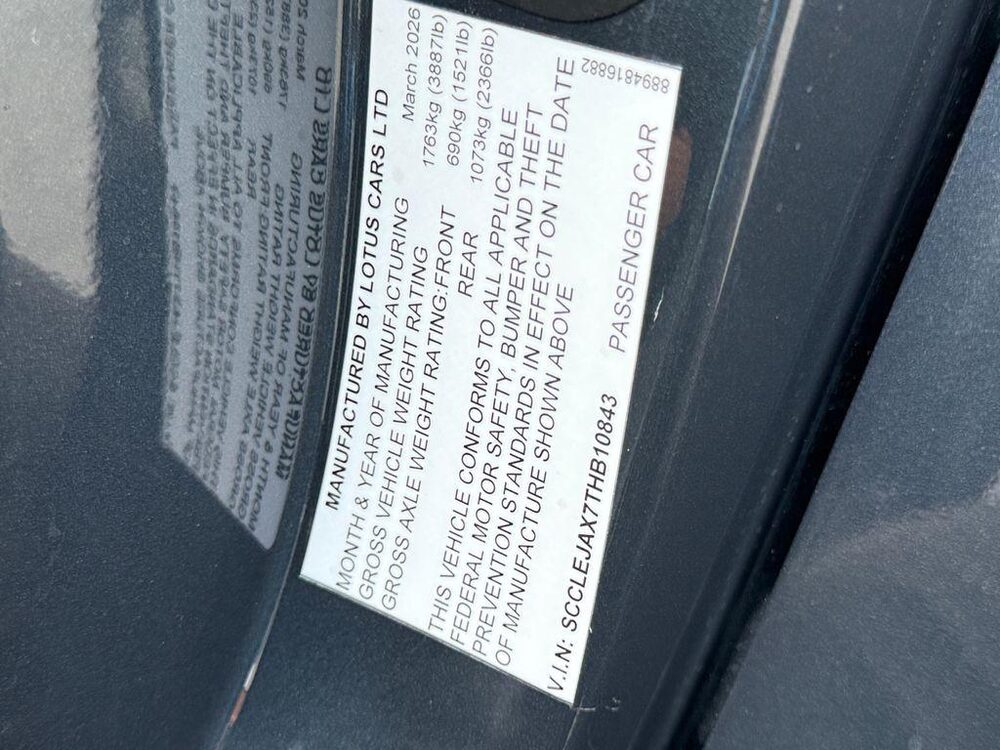 MANUFACTURED BY LOTUS CARS LTD
MONTH & YEAR OF MANUFACTURING March 2026
GROSS VEHICLE WEIGHT RATING 1763kg (3887lb)
GROSS AXLE WEIGHT RATING:FRONT 690kg (1521lb)
REAR 1073kg (2366lb)
THIS VEHICLE CONFORMS TO ALL APPLICABLE
FEDERAL MOTOR SAFETY, BUMPER AND THEFT
PREVENTION STANDARDS IN EFFECT ON THE DATE
OF MANUFACTURE SHOWN ABOVE
V.I.N: SCCLEJAX7THB10843 PASSENGER CAR
8894816882